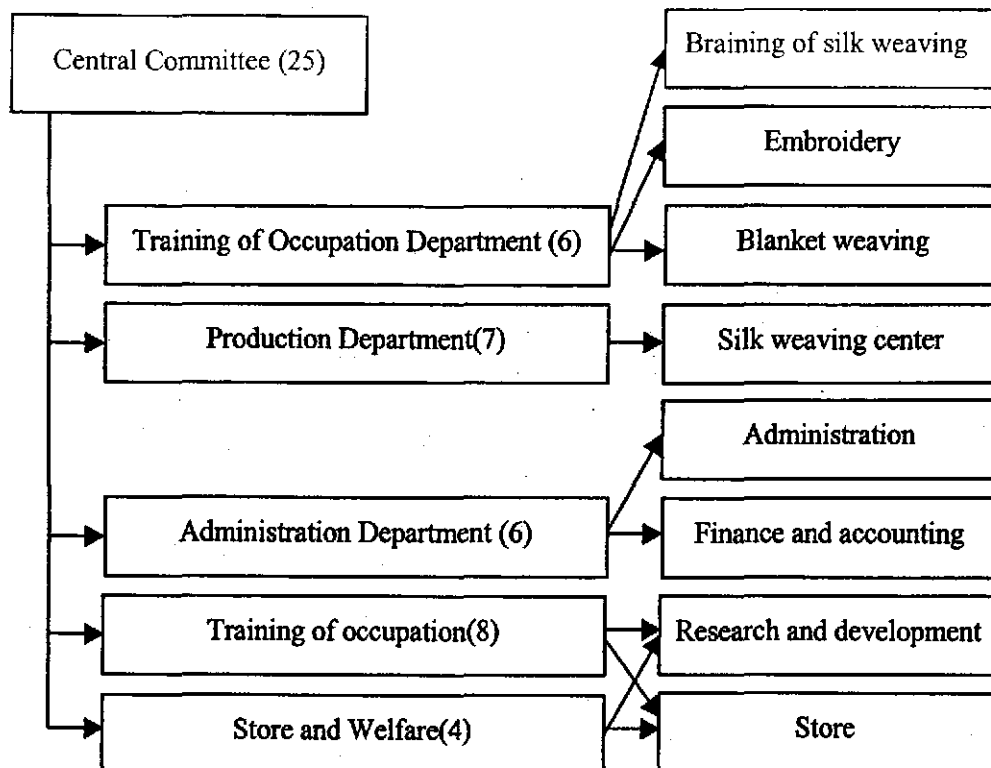 Central Committee (25)
Braining of silk weaving
Embroidery
Training of Occupation Department (6)
Blanket weaving
Production Department(7)
Silk weaving center
Administration
Administration Department (6)
Finance and accounting
Training of occupation(8)
Research and development
Store and Welfare(4)
Store